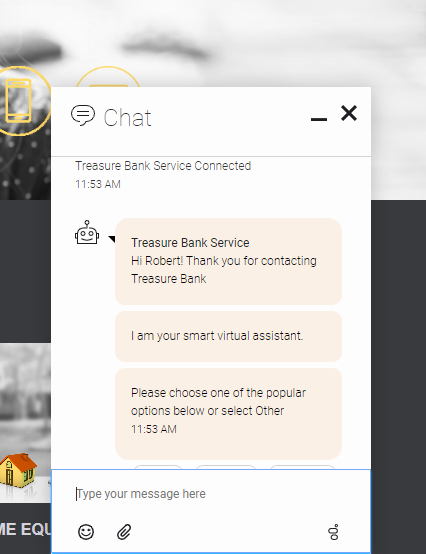 Chat
Treasure Bank Service Connected
11:53 AM
Treasure Bank Service
Hi Robert! Thank you for contacting
Treasure Bank
I am your smart virtual assistant.
Please choose one of the popular
options below or select Other
11:53 AM
Type your message here
ME EQU